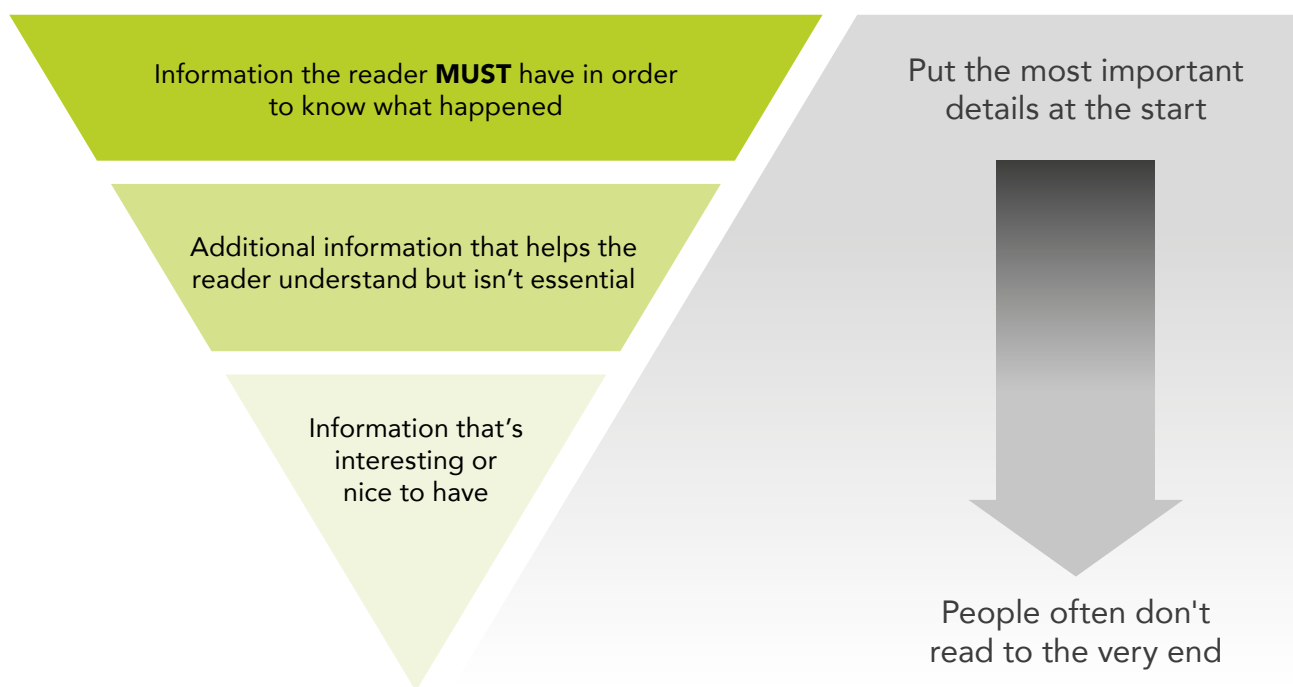 Information the reader MUST have in order
to know what happened
Additional information that helps the
reader understand but isn’t essential
Information that’s
interesting or
nice to have
Put the most important
details at the start
People often don't
read to the very end